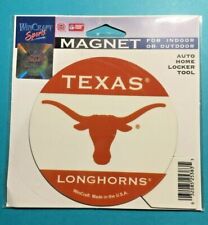 WinCraft
Sports
MAGNET
FOR INDOOR
OR OUTDOOR
AUTO
HOME
LOCKER
TOOL
TEXAS®
LONGHORNS
WinCraft Made in the U.S.A.